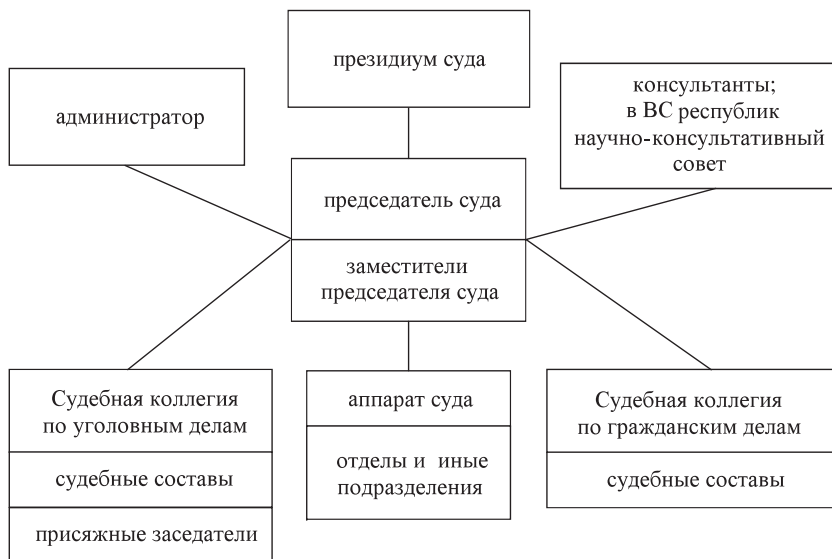 президиум суда
администратор
консультанты;
в ВС республик
научно-консультативный
совет
председатель суда
заместители
председателя суда
Судебная коллегия
по уголовным делам
судебные составы
присяжные заседатели
аппарат суда
отделы и иные
подразделения
Судебная коллегия
по гражданским делам
судебные составы